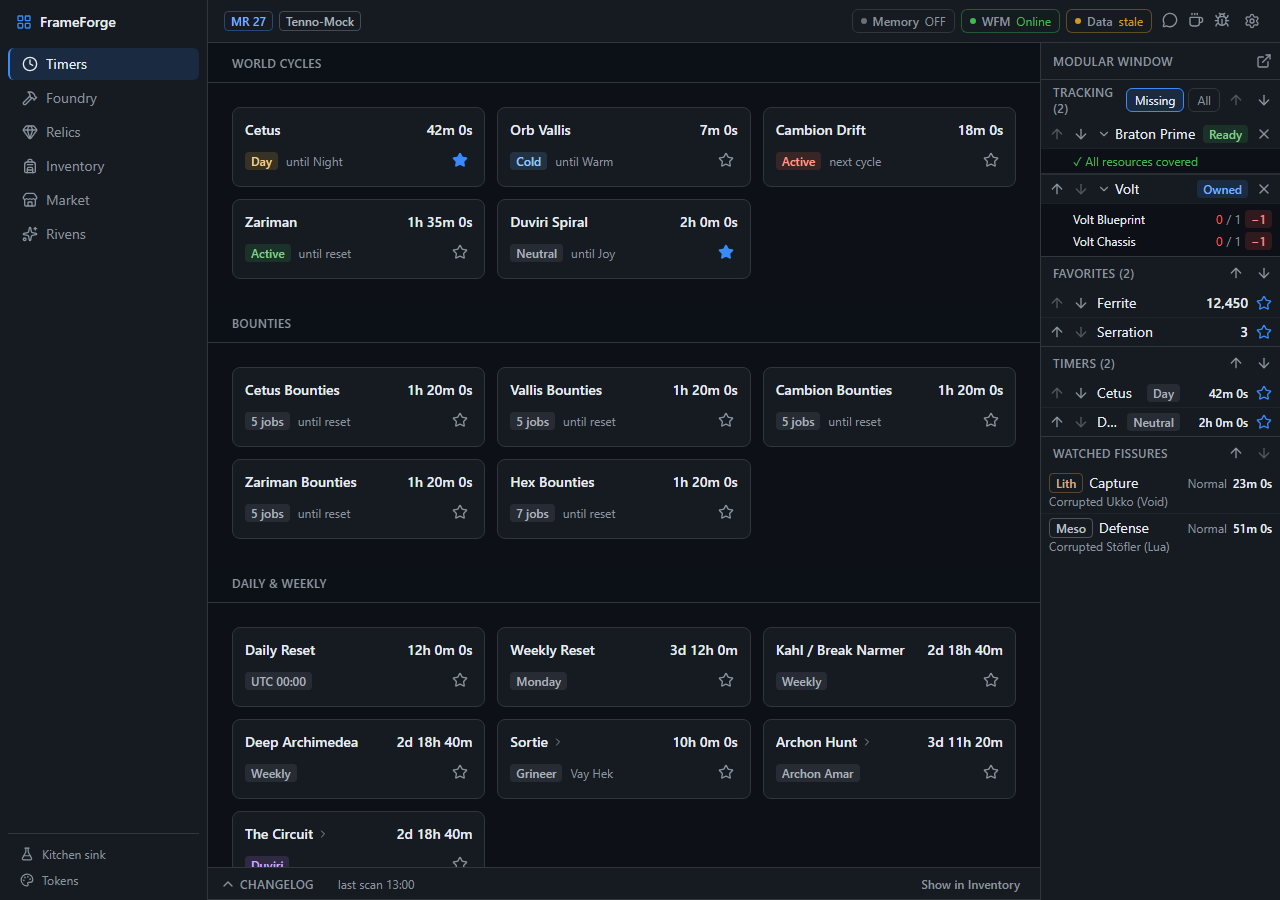 FrameForge
Timers
Foundry
Relics
Inventory
Market
Rivens
Kitchen sink
Tokens
MR 27 Tenno-Mock
Memory OFF WFM Online Data stale
WORLD CYCLES
Cetus 42m 0s
Day until Night
Orb Vallis 7m 0s
Cold until Warm
Cambion Drift 18m 0s
Active next cycle
Zariman 1h 35m 0s
Active until reset
Duviri Spiral 2h 0m 0s
Neutral until Joy
BOUNTIES
Cetus Bounties 1h 20m 0s
5 jobs until reset
Vallis Bounties 1h 20m 0s
5 jobs until reset
Cambion Bounties 1h 20m 0s
5 jobs until reset
Zariman Bounties 1h 20m 0s
5 jobs until reset
Hex Bounties 1h 20m 0s
7 jobs until reset
DAILY & WEEKLY
Daily Reset 12h 0m 0s
UTC 00:00
Weekly Reset 3d 12h 0m
Monday
Kahl / Break Narmer 2d 18h 40m
Weekly
Deep Archimedea 2d 18h 40m
Weekly
Sortie 10h 0m 0s
Grineer Vay Hek
Archon Hunt 3d 11h 20m
Archon Amar
The Circuit 2d 18h 40m
Duviri
CHANGELOG last scan 13:00 Show in Inventory
MODULAR WINDOW
TRACKING (2) Missing All
Braton Prime Ready
✓ All resources covered
Volt Owned
Volt Blueprint 0 / 1 −1
Volt Chassis 0 / 1 −1
FAVORITES (2)
Ferrite 12,450
Serration 3
TIMERS (2)
Cetus Day 42m 0s
D... Neutral 2h 0m 0s
WATCHED FISSURES
Lith Capture Normal 23m 0s
Corrupted Ukko (Void)
Meso Defense Normal 51m 0s
Corrupted Stöfler (Lua)